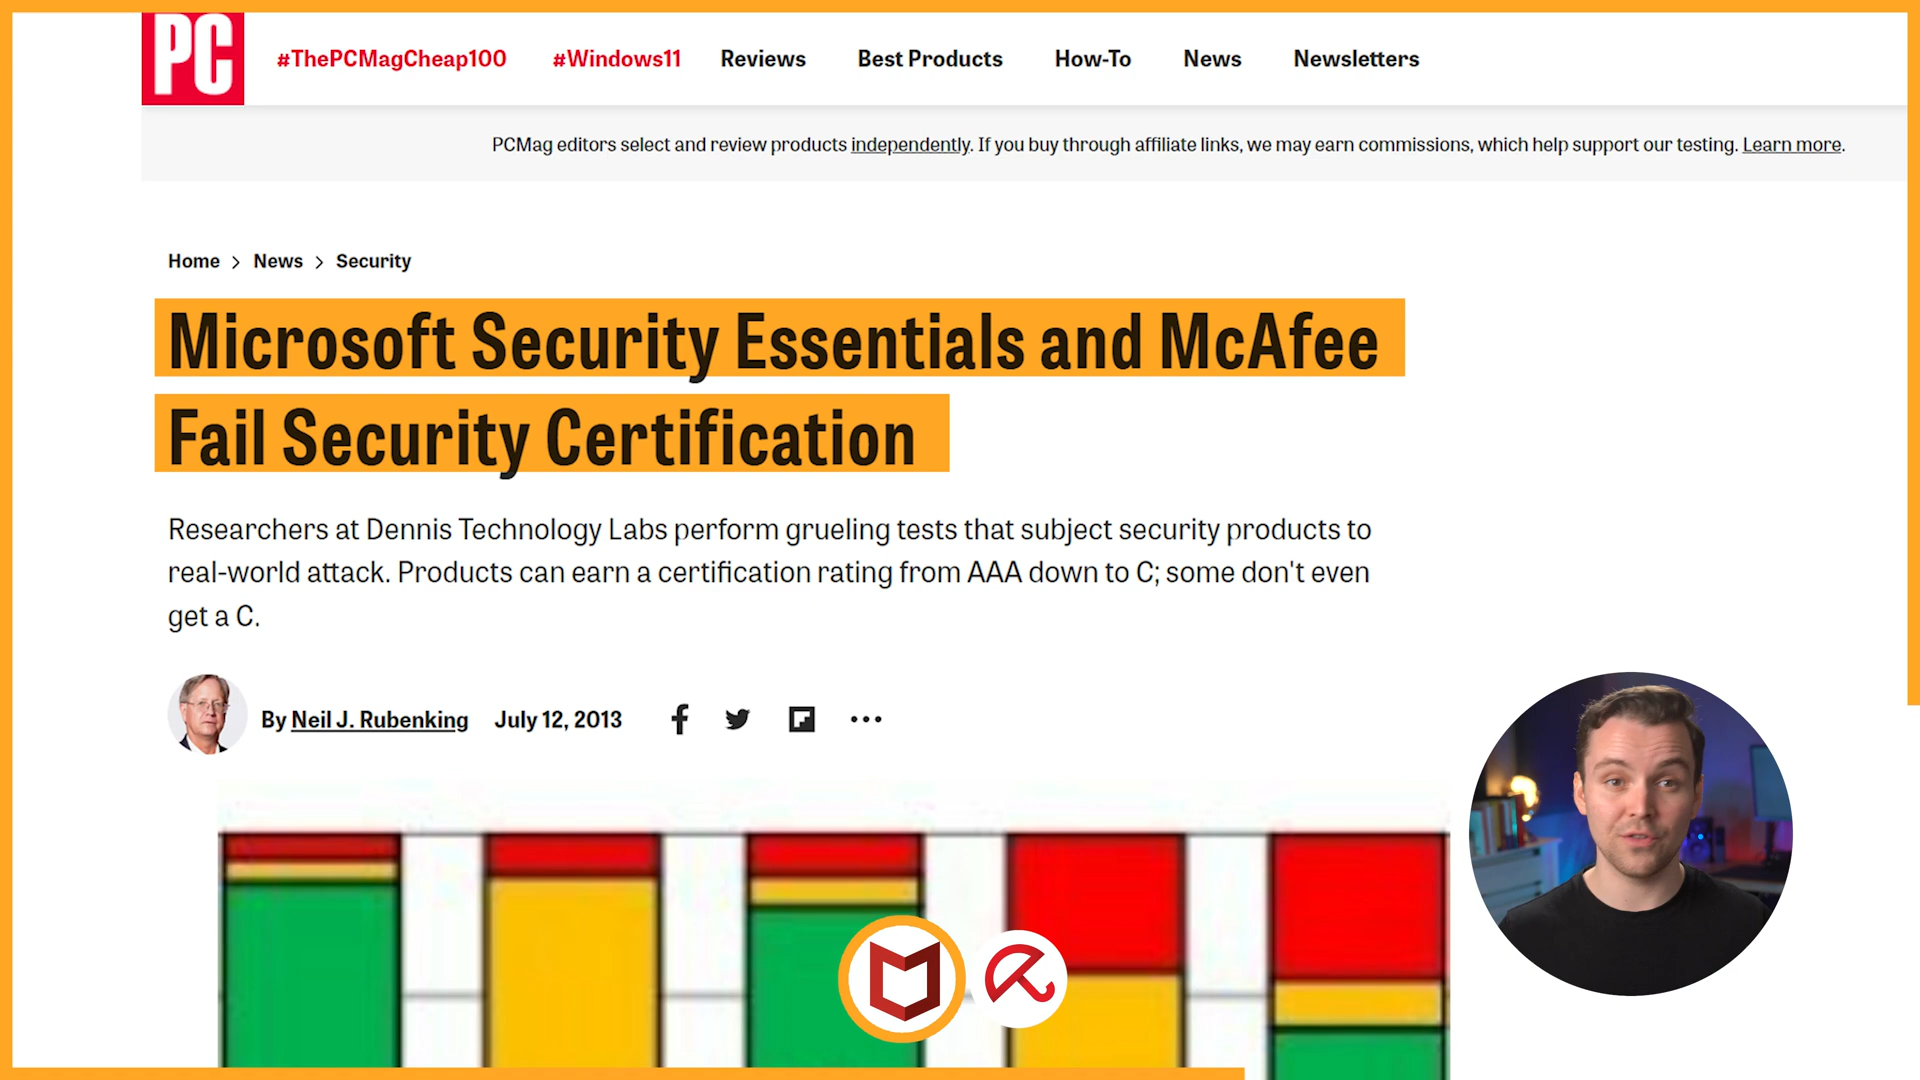 PC
#ThePCMagCheap100 #Windows11 Reviews Best Products How-To News Newsletters
PCMag editors select and review products independently. If you buy through affiliate links, we may earn commissions, which help support our testing. Learn more.
Home > News > Security
Microsoft Security Essentials and McAfee
Fail Security Certification
Researchers at Dennis Technology Labs perform grueling tests that subject security products to
real-world attack. Products can earn a certification rating from AAA down to C; some don't even
get a C.
By Neil J. Rubenking July 12, 2013